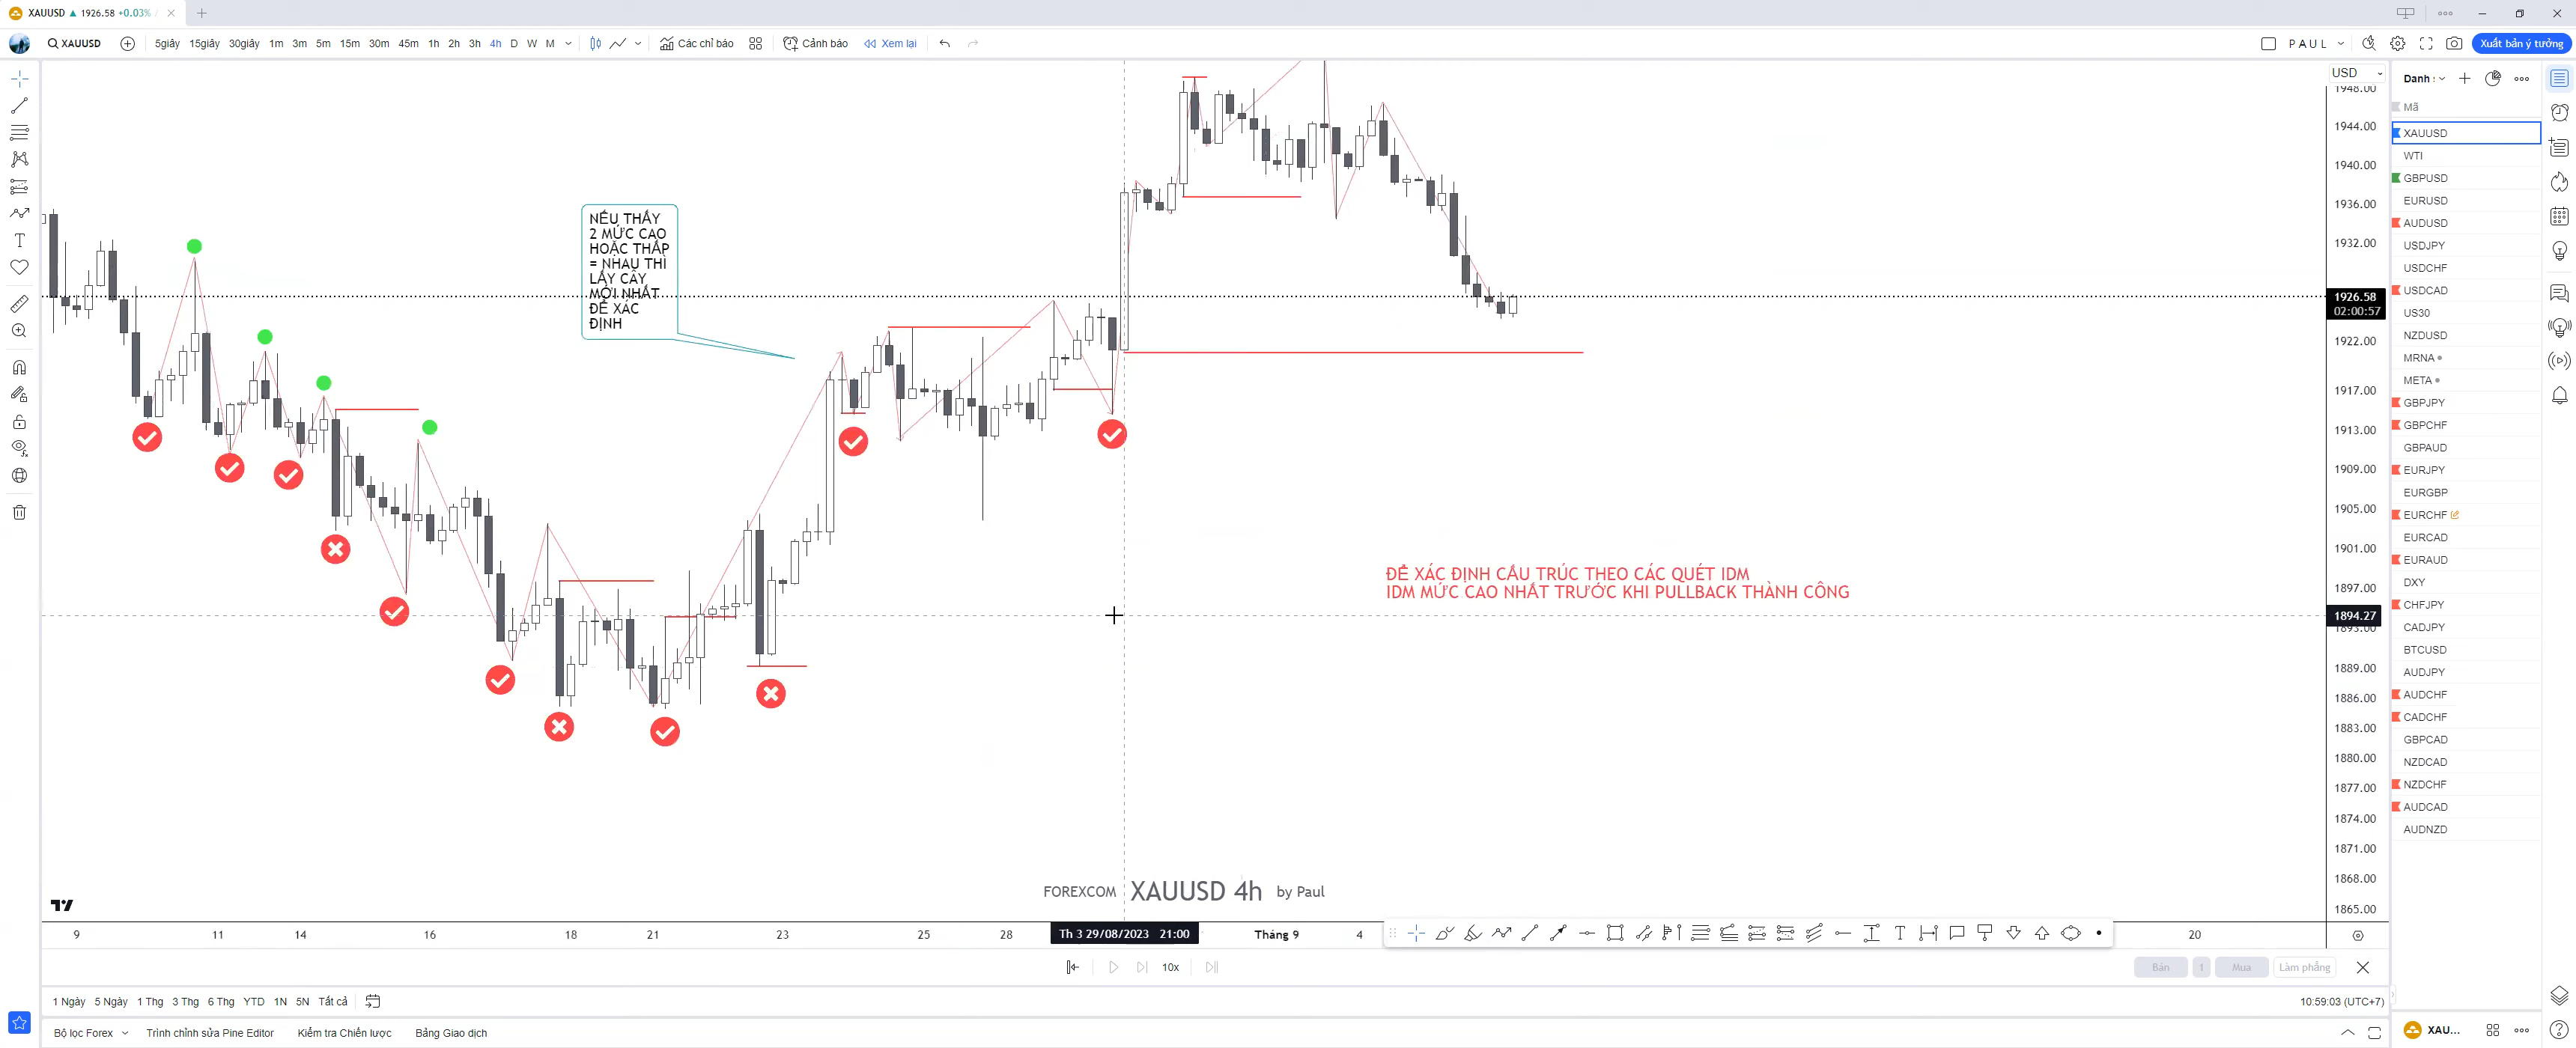 XAUUSD ▲ 1926.58 +0.03%
XAUUSD
5giây 15giây 30giây 1m 3m 5m 15m 30m 45m 1h 2h 3h 4h D W M
Các chỉ báo
Cảnh báo
Xem lại
PAUL
Xuất bản ý tưởng
NẾU THẤY
2 MỨC CAO
HOẶC THẤP
= NHAU THÌ
LẤY CÂY
MỚI NHẤT
ĐỂ XÁC
ĐỊNH
ĐỂ XÁC ĐỊNH CẤU TRÚC THEO CÁC QUÉT IDM
IDM MỨC CAO NHẤT TRƯỚC KHI PULLBACK THÀNH CÔNG
FOREXCOM XAUUSD 4h by Paul
USD
1948.00
1944.00
1940.00
1936.00
1932.00
1926.58
02:00:57
1922.00
1917.00
1913.00
1909.00
1905.00
1901.00
1897.00
1894.27
1893.00
1889.00
1886.00
1883.00
1880.00
1877.00
1874.00
1871.00
1868.00
1865.00
9 11 14 16 18 21 23 25 28 Th 3 29/08/2023 21:00 Tháng 9 4 20
10x
Bán 1 Mua Làm phẳng
1 Ngày 5 Ngày 1 Thg 3 Thg 6 Thg YTD 1N 5N Tất cả
10:59:03 (UTC+7)
Bộ lọc Forex Trình chỉnh sửa Pine Editor Kiểm tra Chiến lược Bảng Giao dịch
Danh :
Mã
XAUUSD
WTI
GBPUSD
EURUSD
AUDUSD
USDJPY
USDCHF
USDCAD
US30
NZDUSD
MRNA
META
GBPJPY
GBPCHF
GBPAUD
EURJPY
EURGBP
EURCHF
EURCAD
EURAUD
DXY
CHFJPY
CADJPY
BTCUSD
AUDJPY
AUDCHF
CADCHF
GBPCAD
NZDCAD
NZDCHF
AUDCAD
AUDNZD
XAU...